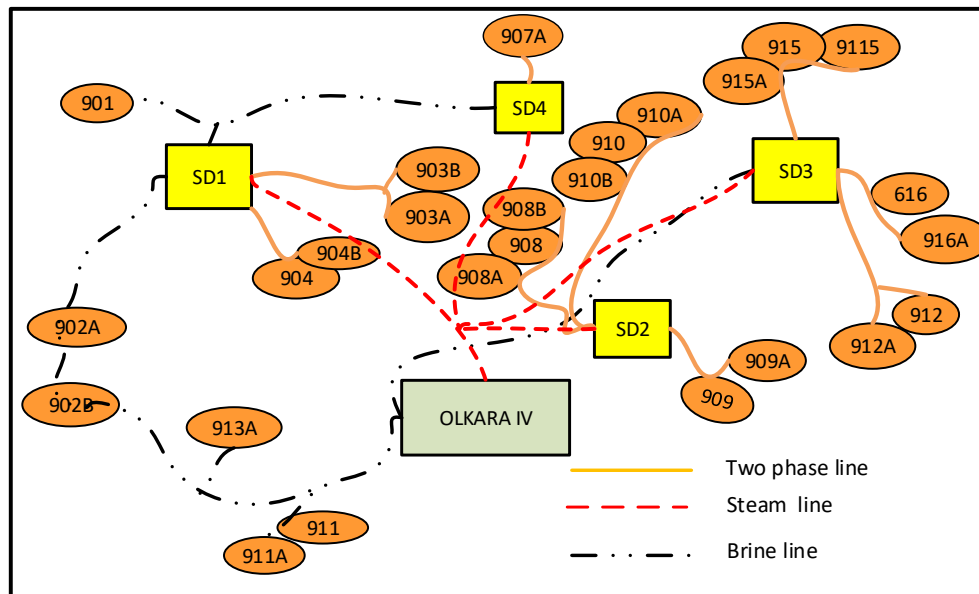 907A
915
9115
915A
901
SD4
910A
910
903B
910B
SD1
SD3
903A
908B
616
908
916A
904B
904
908A
902A
SD2
912
912A
909A
909
902B
OLKARA IV
913A
Two phase line
Steam line
911
911A
Brine line